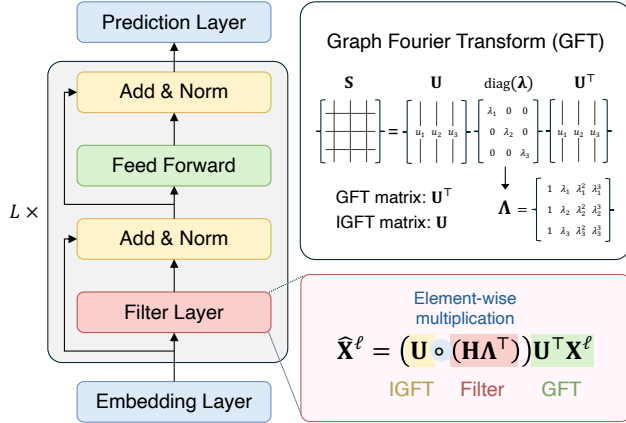 Prediction Layer
Add & Norm
Feed Forward
L ×
Add & Norm
Filter Layer
Embedding Layer
Graph Fourier Transform (GFT)
S U diag(λ) U⊤
= u₁ u₂ u₃ λ₁ 0 0 u₁ u₂ u₃
0 λ₂ 0
0 0 λ₃
GFT matrix: U⊤
IGFT matrix: U
Λ =
1 λ₁ λ₁² λ₁³
1 λ₂ λ₂² λ₂³
1 λ₃ λ₃² λ₃³
Element-wise
multiplication
X̂^ℓ = (U ∘ (HΛ⊤))U⊤X^ℓ
IGFT Filter GFT